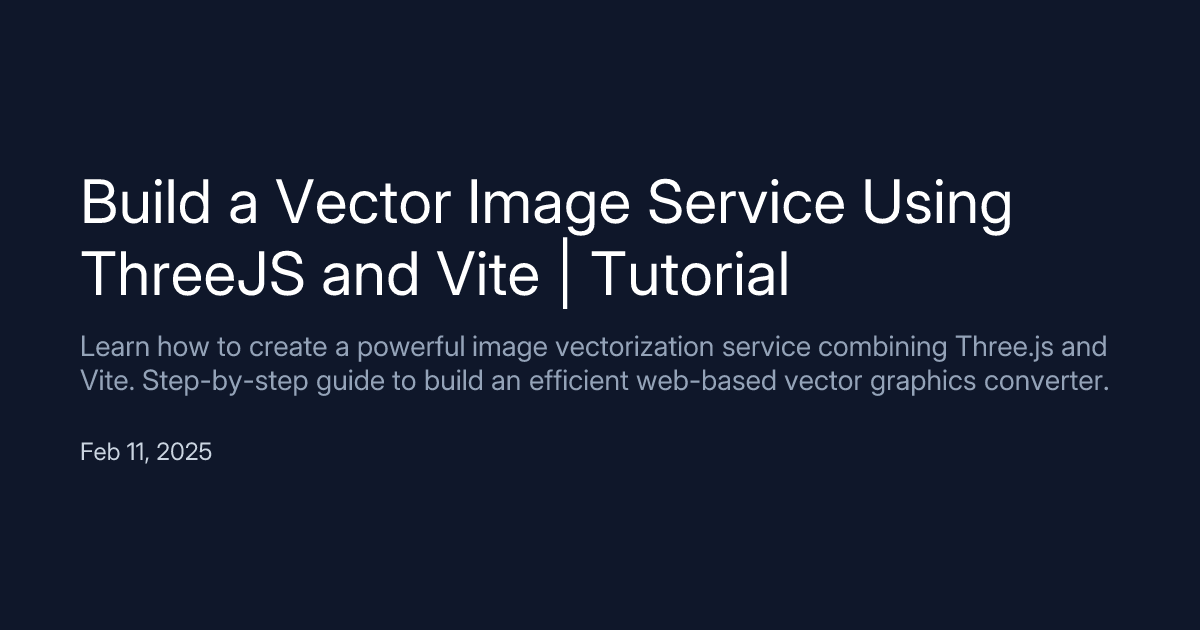 Build a Vector Image Service Using
ThreeJS and Vite | Tutorial
Learn how to create a powerful image vectorization service combining Three.js and
Vite. Step-by-step guide to build an efficient web-based vector graphics converter.
Feb 11, 2025